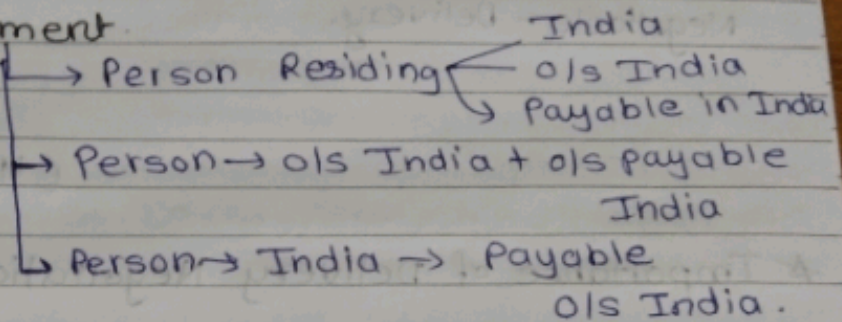 ment
India
→ Person Residing o/s India
↳ Payable in India
→ Person → o/s India + o/s payable
India
↳ Person → India → Payable
o/s India.